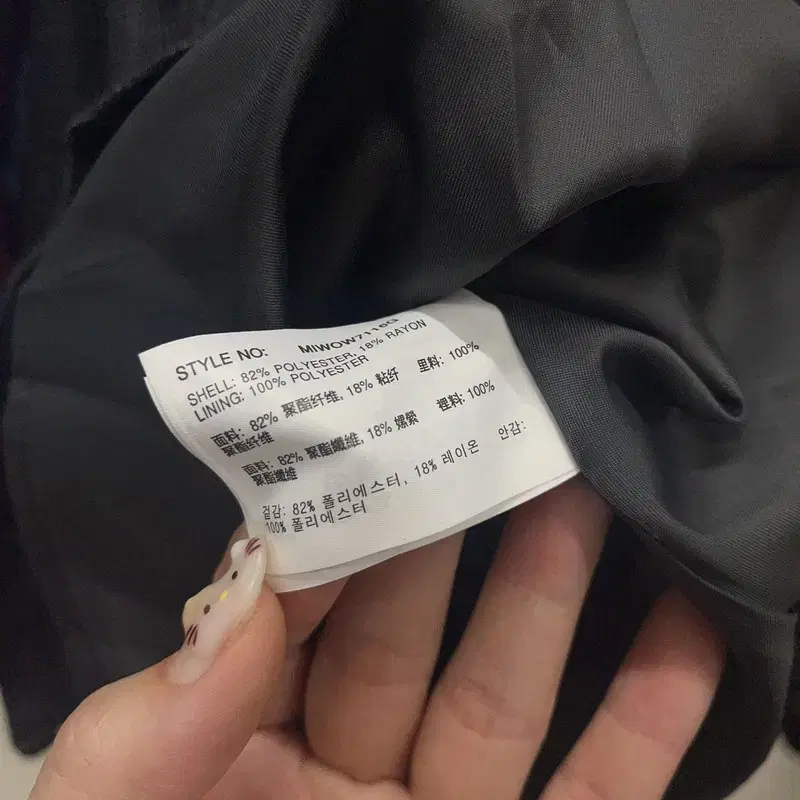 STYLE NO: MIWOW7116G
SHELL: 82% POLYESTER, 18% RAYON
LINING: 100% POLYESTER
面料: 82% 聚酯纤维, 18% 粘纤 里料: 100%
聚酯纤维
面料: 82% 聚酯纖維, 18% 嫘縈 裡料: 100%
聚酯纖維
겉감: 82% 폴리에스터, 18% 레이온 안감:
100% 폴리에스터